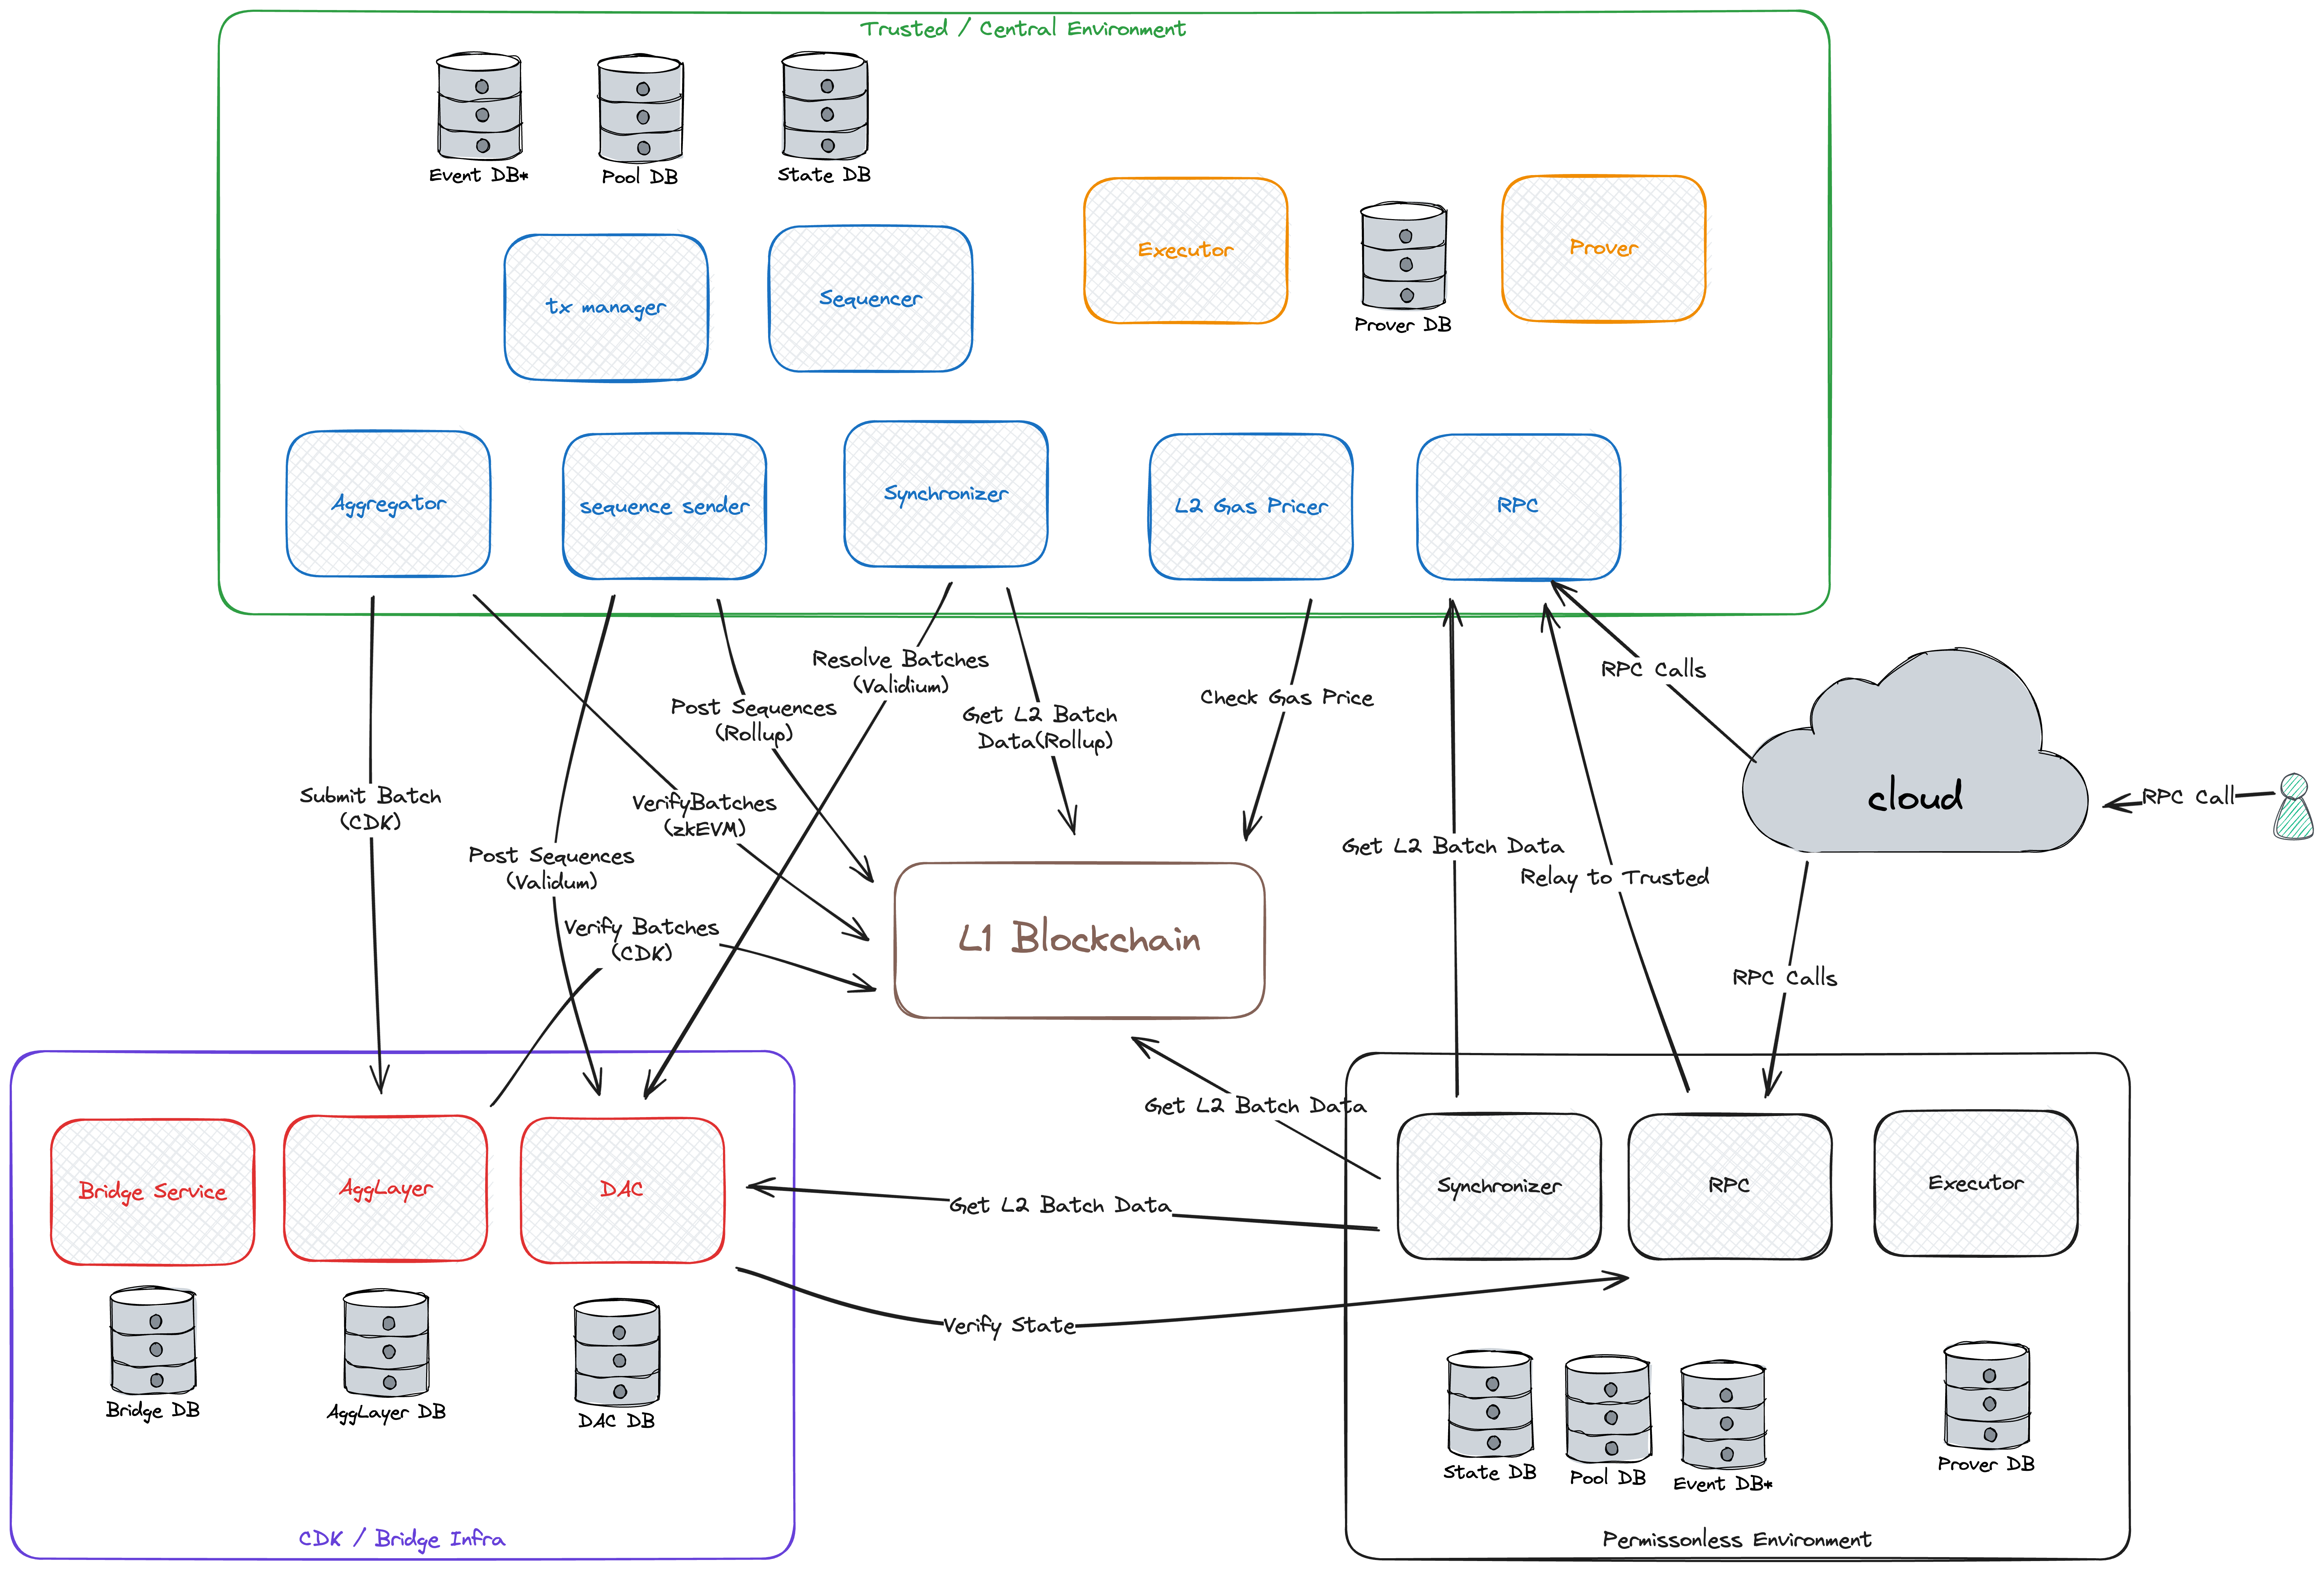 Trusted / Central Environment
Event DB*
Pool DB
State DB
Executor
Prover
Prover DB
tx manager
Sequencer
Aggregator
sequence sender
Synchronizer
L2 Gas Pricer
RPC
Resolve Batches
(Validium)
RPC Calls
Post Sequences
(Rollup)
Get L2 Batch
Data(Rollup)
Check Gas Price
Submit Batch
(CDK)
VerifyBatches
(zkEVM)
cloud
RPC Call
Post Sequences
(Validum)
Get L2 Batch Data
Relay to Trusted
Verify Batches
(CDK)
L1 Blockchain
RPC Calls
Get L2 Batch Data
Bridge Service
AggLayer
DAC
Get L2 Batch Data
Synchronizer
RPC
Executor
Verify State
Bridge DB
AggLayer DB
DAC DB
State DB
Pool DB
Event DB*
Prover DB
CDK / Bridge Infra
Permissonless Environment